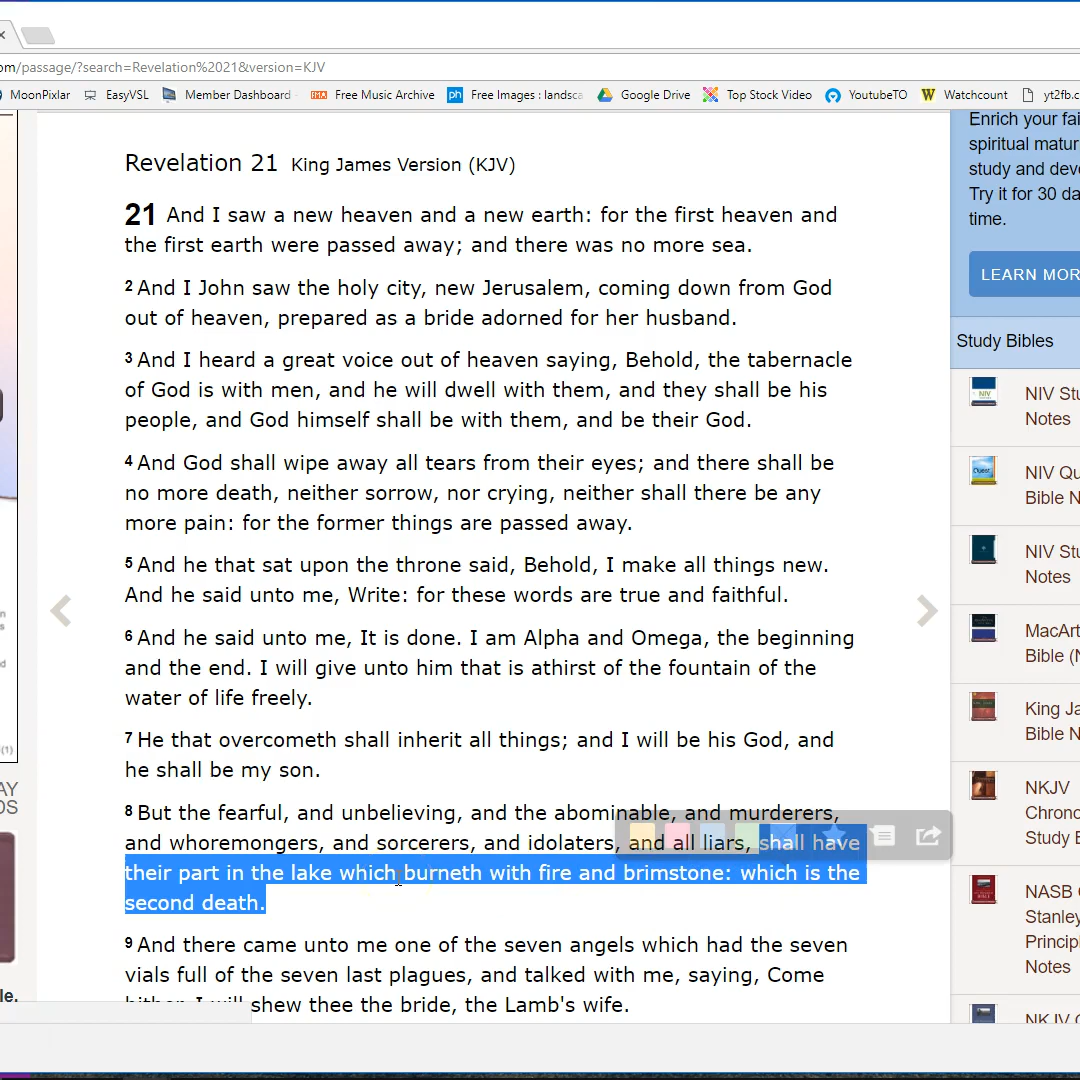 om/passage/?search=Revelation%2021&version=KJV
MoonPixlar EasyVSL Member Dashboard Free Music Archive ph Free Images : landsca Google Drive Top Stock Video YoutubeTO W Watchcount yt2fb.c
Revelation 21 King James Version (KJV)
21 And I saw a new heaven and a new earth: for the first heaven and
the first earth were passed away; and there was no more sea.
2 And I John saw the holy city, new Jerusalem, coming down from God
out of heaven, prepared as a bride adorned for her husband.
3 And I heard a great voice out of heaven saying, Behold, the tabernacle
of God is with men, and he will dwell with them, and they shall be his
people, and God himself shall be with them, and be their God.
4 And God shall wipe away all tears from their eyes; and there shall be
no more death, neither sorrow, nor crying, neither shall there be any
more pain: for the former things are passed away.
5 And he that sat upon the throne said, Behold, I make all things new.
And he said unto me, Write: for these words are true and faithful.
6 And he said unto me, It is done. I am Alpha and Omega, the beginning
and the end. I will give unto him that is athirst of the fountain of the
water of life freely.
7 He that overcometh shall inherit all things; and I will be his God, and
he shall be my son.
8 But the fearful, and unbelieving, and the abominable, and murderers,
and whoremongers, and sorcerers, and idolaters, and all liars, shall have
their part in the lake which burneth with fire and brimstone: which is the
second death.
9 And there came unto me one of the seven angels which had the seven
vials full of the seven last plagues, and talked with me, saying, Come
hither, I will shew thee the bride, the Lamb's wife.
Enrich your fai
spiritual matur
study and dev
Try it for 30 da
time.
LEARN MOR
Study Bibles
NIV Stu
Notes
NIV Qu
Bible N
NIV Stu
Notes
MacArt
Bible (N
King Ja
Bible N
NKJV
Chrono
Study B
NASB
Stanley
Princip
Notes
NKJV
(1)
AY
DS
le.